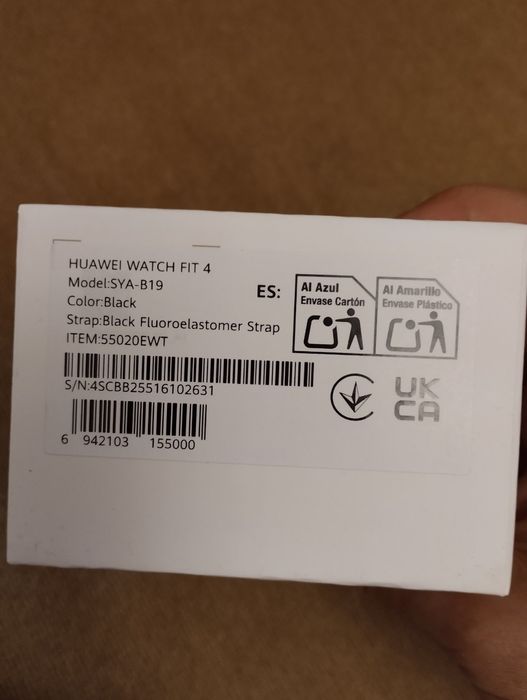 HUAWEI WATCH FIT 4
Model:SYA-B19
Color:Black
Strap:Black Fluoroelastomer Strap
ITEM:55020EWT
S/N:4SCBB25516102631
6 942103 155000
ES:
Al Azul
Envase Cartón
Al Amarillo
Envase Plástico
UK
CA